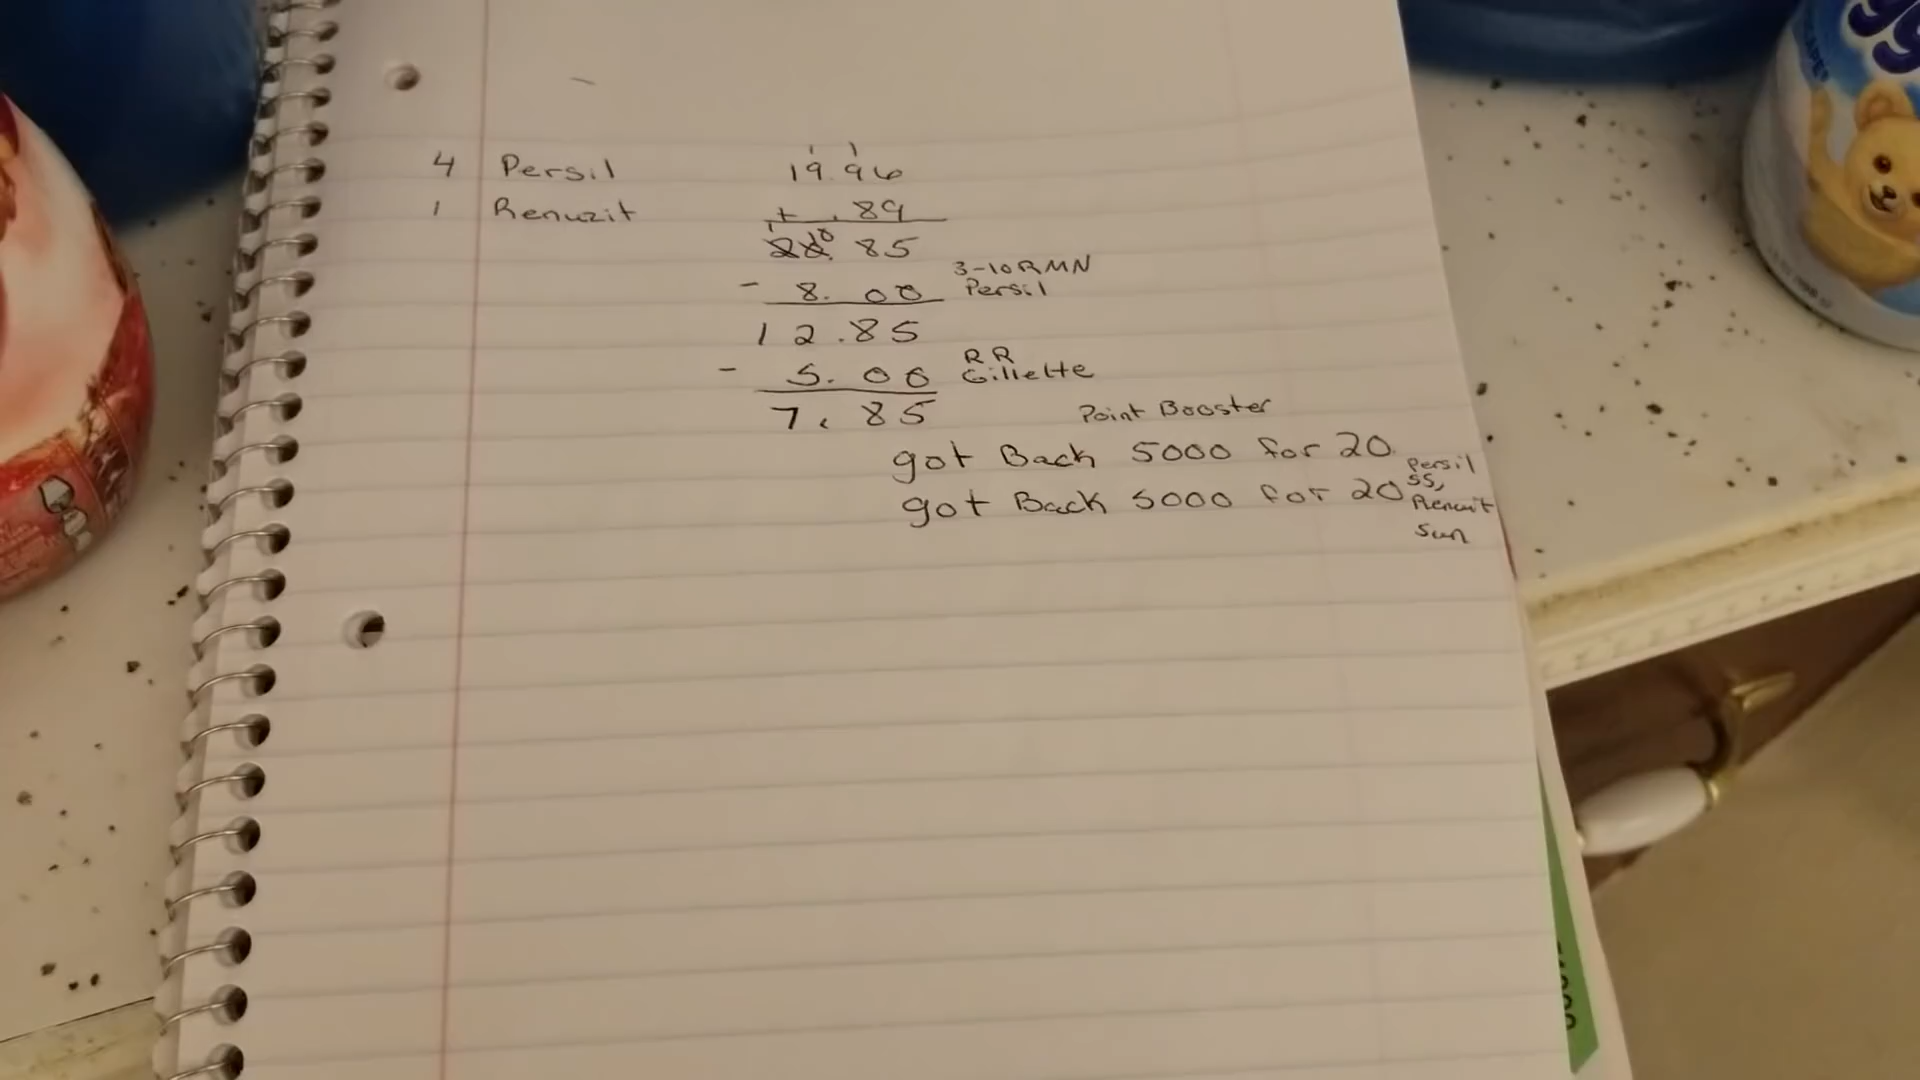 4 Persil 19.96
1 Renuzit + .89
20.85
3-10 RMN
- 8.00 Persil
12.85
RR
- 5.00 Gillette
7.85
Point Booster
got Back 5000 for 20
Persil
SS,
got Back 5000 for 20
Renuzit
Sun